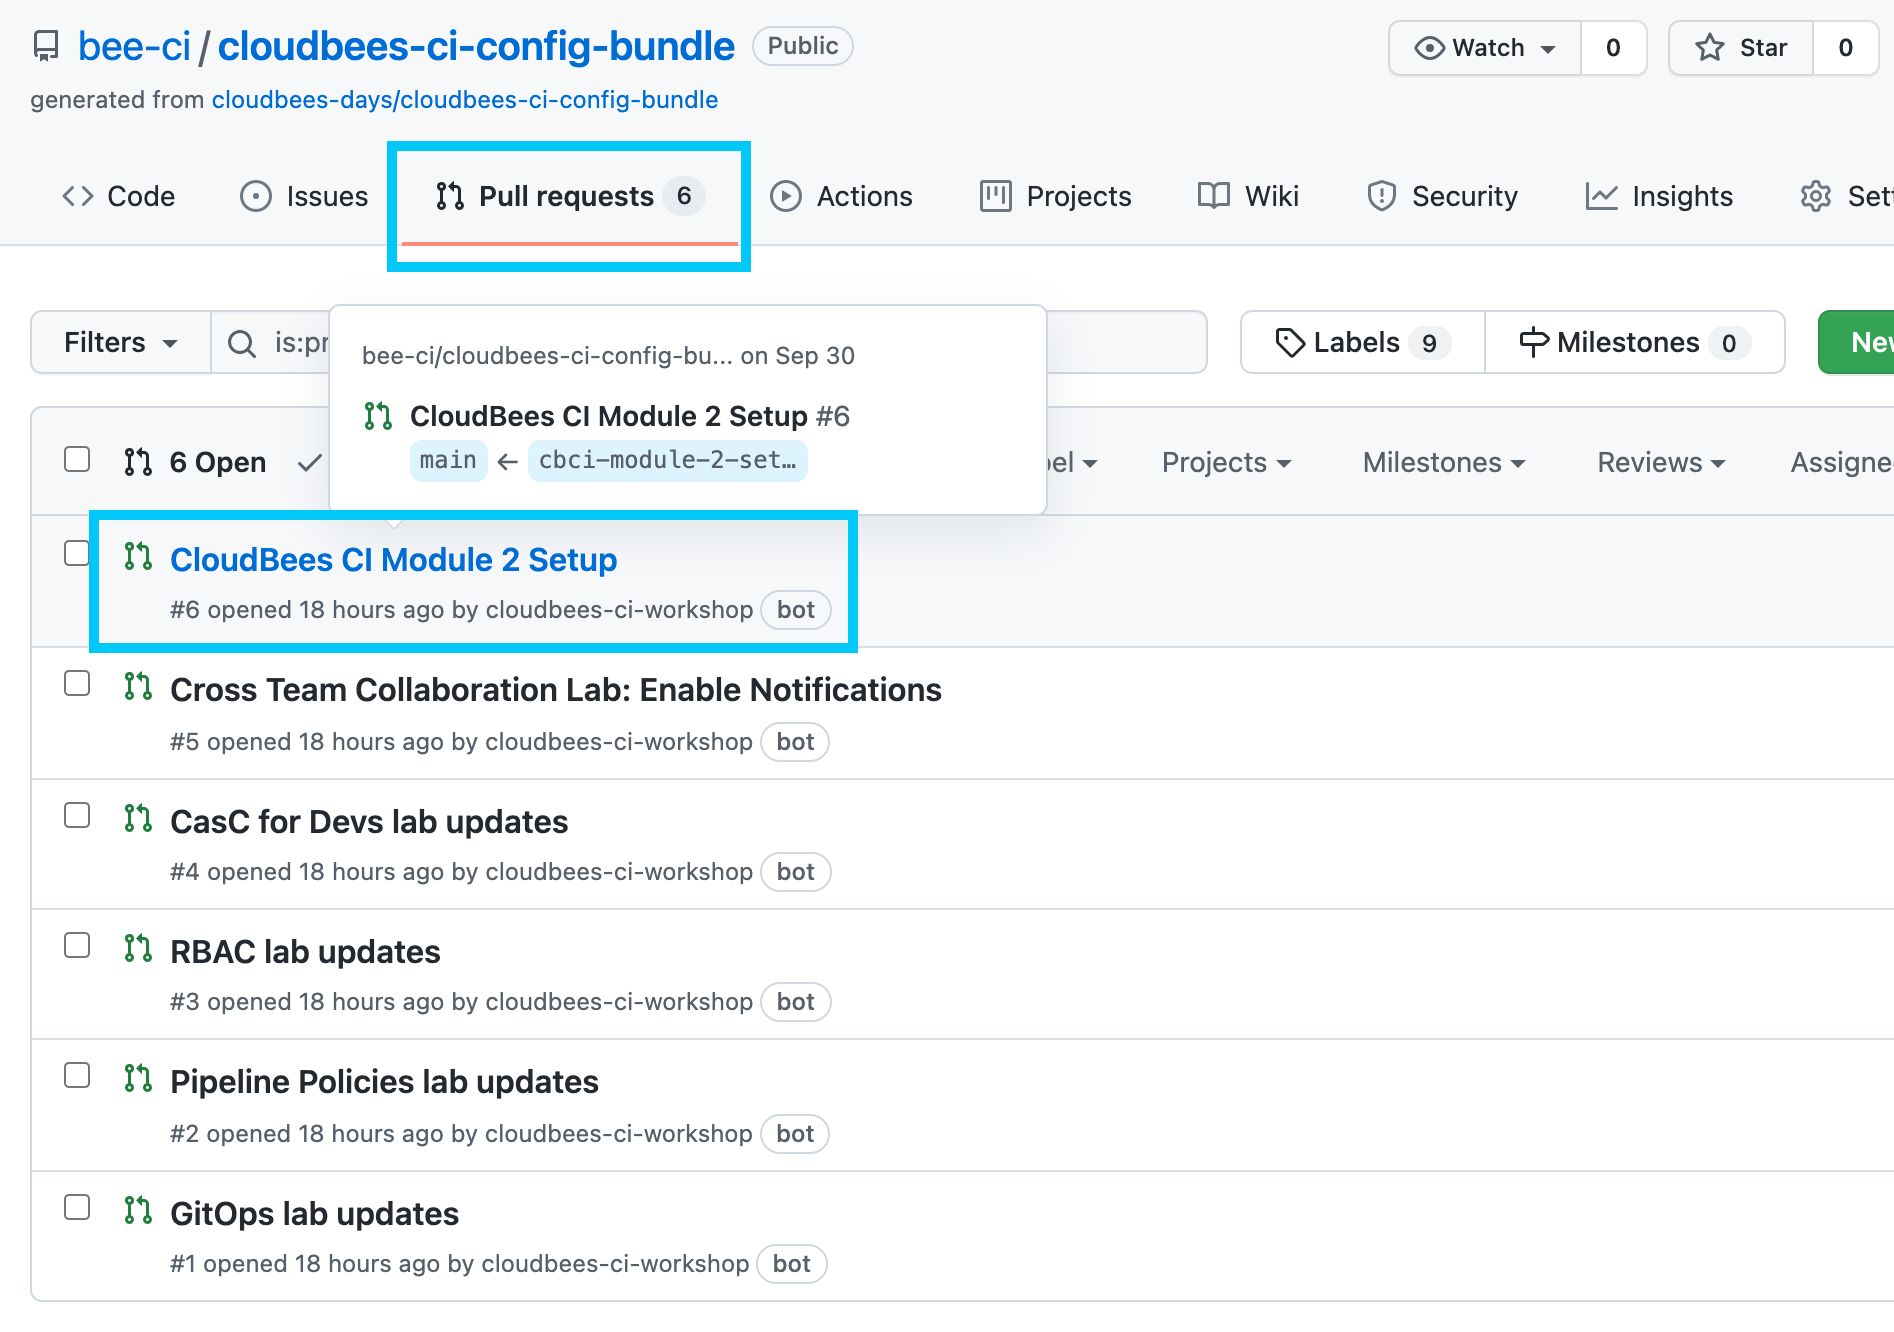 bee-ci / cloudbees-ci-config-bundle Public Watch 0 Star 0
generated from cloudbees-days/cloudbees-ci-config-bundle
Code Issues Pull requests 6 Actions Projects Wiki Security Insights Sett
Filters is:pr Labels 9 Milestones 0 New
bee-ci/cloudbees-ci-config-bu... on Sep 30
CloudBees CI Module 2 Setup #6
main ← cbci-module-2-set…
6 Open Projects Milestones Reviews Assignee
CloudBees CI Module 2 Setup
#6 opened 18 hours ago by cloudbees-ci-workshop bot
Cross Team Collaboration Lab: Enable Notifications
#5 opened 18 hours ago by cloudbees-ci-workshop bot
CasC for Devs lab updates
#4 opened 18 hours ago by cloudbees-ci-workshop bot
RBAC lab updates
#3 opened 18 hours ago by cloudbees-ci-workshop bot
Pipeline Policies lab updates
#2 opened 18 hours ago by cloudbees-ci-workshop bot
GitOps lab updates
#1 opened 18 hours ago by cloudbees-ci-workshop bot